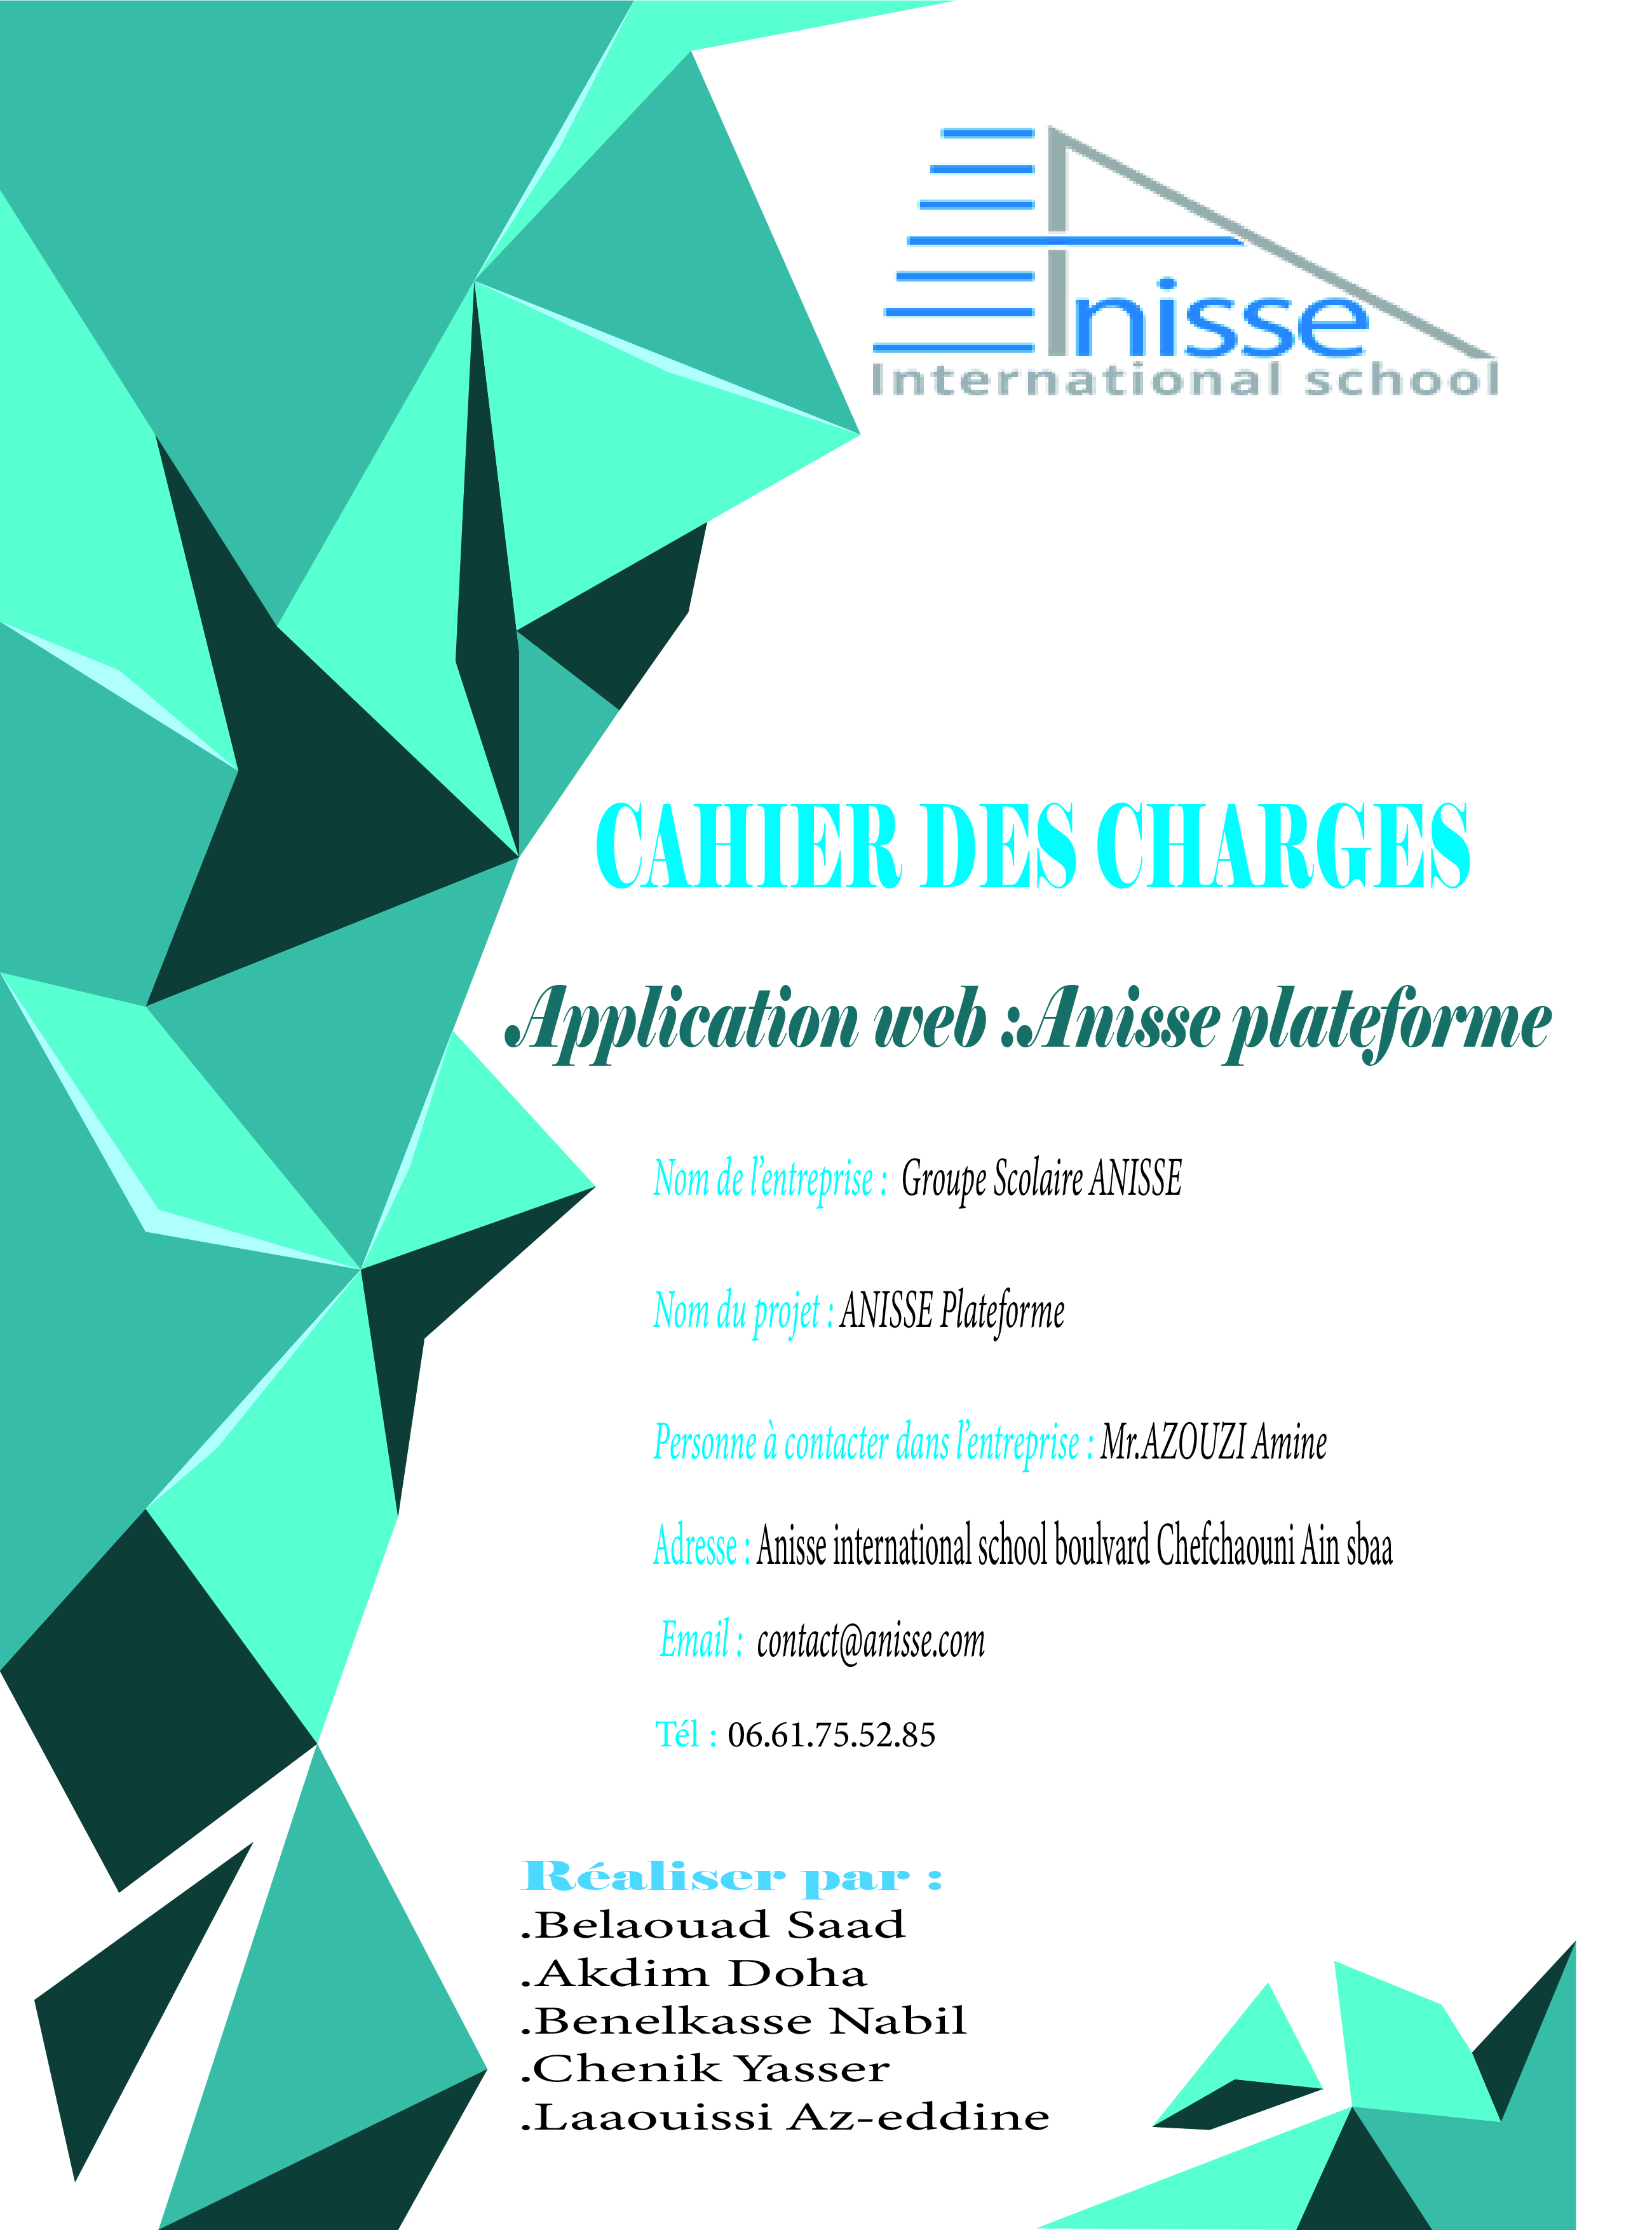 Anisse
International school
CAHIER DES CHARGES
Application web :Anisse plateforme
Nom de l'entreprise : Groupe Scolaire ANISSE
Nom du projet : ANISSE Plateforme
Personne à contacter dans l'entreprise : Mr.AZOUZI Amine
Adresse : Anisse international school boulvard Chefchaouni Ain sbaa
Email : contact@anisse.com
Tél : 06.61.75.52.85
Réaliser par :
.Belaouad Saad
.Akdim Doha
.Benelkasse Nabil
.Chenik Yasser
.Laaouissi Az-eddine